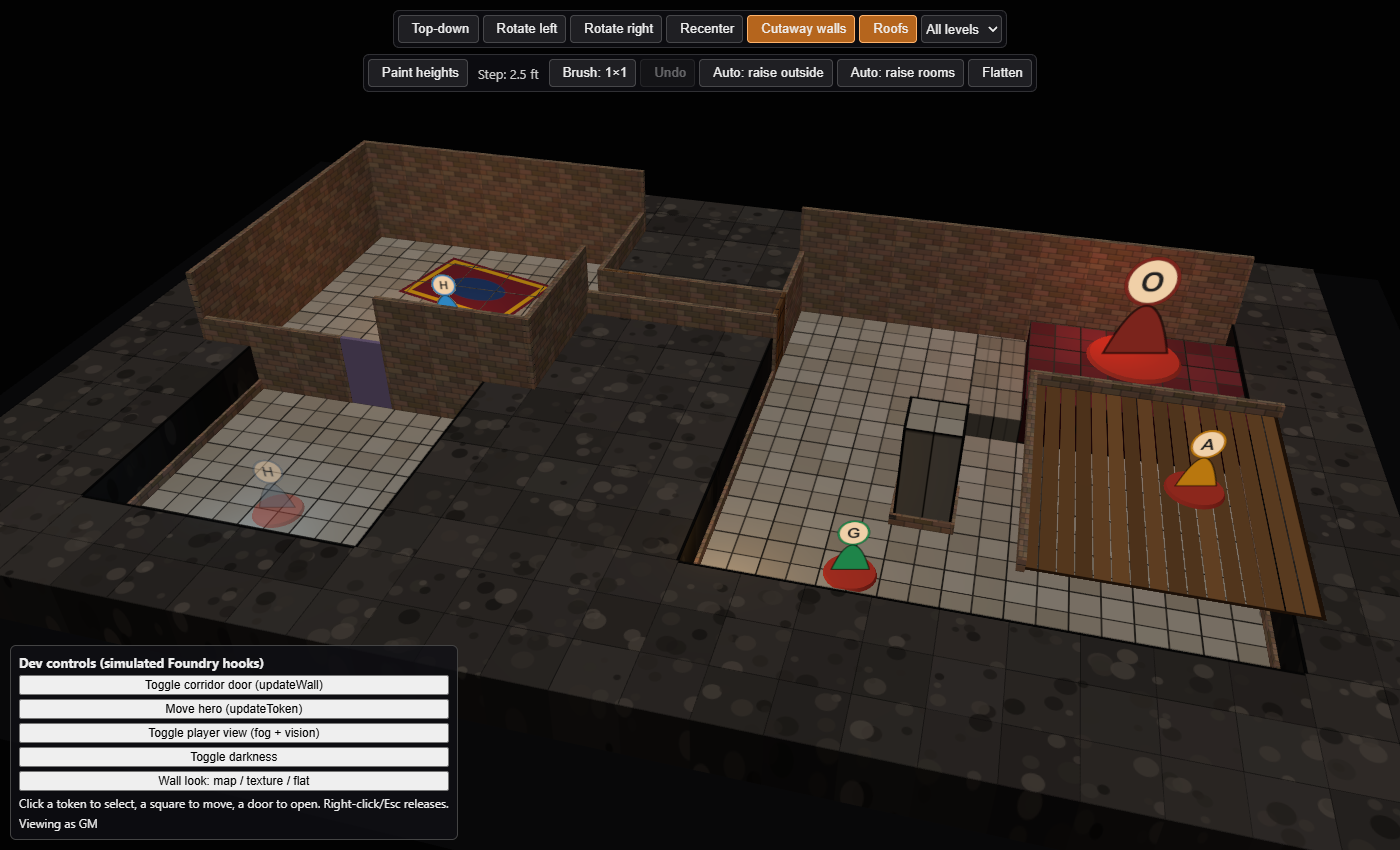 Top-down Rotate left Rotate right Recenter Cutaway walls Roofs All levels
Paint heights Step: 2.5 ft Brush: 1×1 Undo Auto: raise outside Auto: raise rooms Flatten
O
H
A
H
G
Dev controls (simulated Foundry hooks)
Toggle corridor door (updateWall)
Move hero (updateToken)
Toggle player view (fog + vision)
Toggle darkness
Wall look: map / texture / flat
Click a token to select, a square to move, a door to open. Right-click/Esc releases.
Viewing as GM